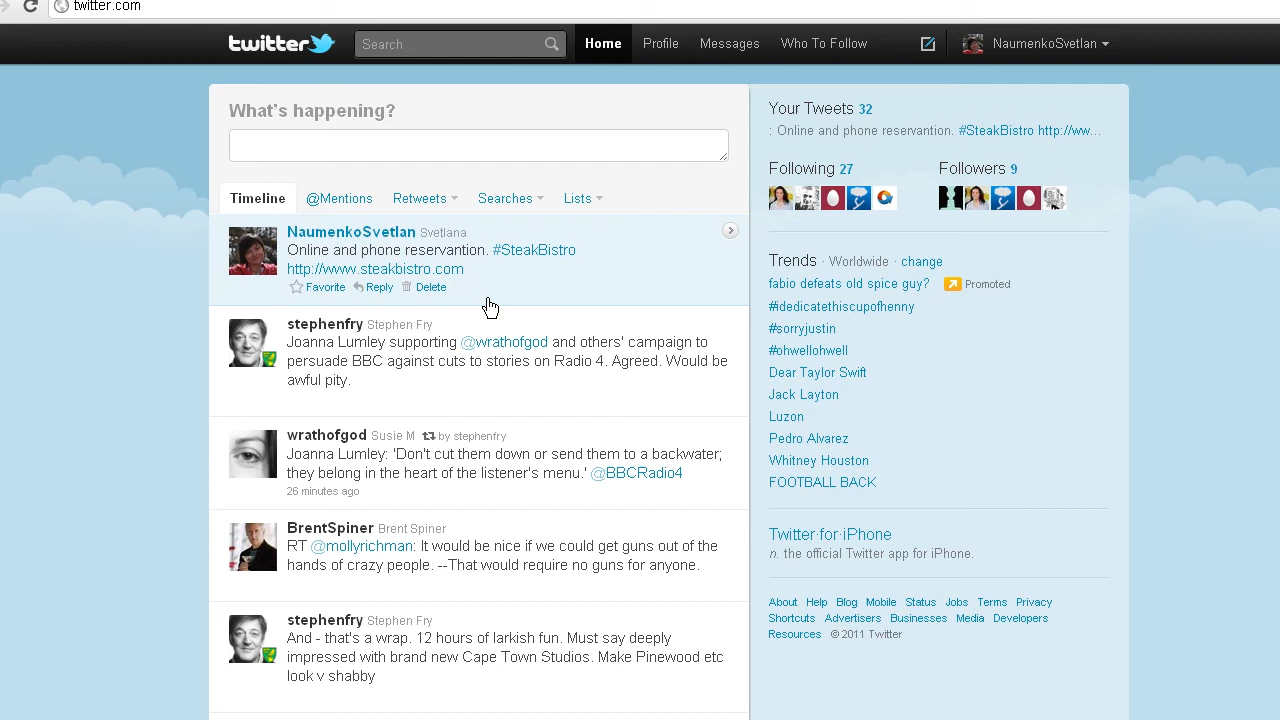 twitter.com
twitter Search Home Profile Messages Who To Follow NaumenkoSvetlan
What's happening?
Timeline @Mentions Retweets Searches Lists
NaumenkoSvetlan Svetlana
Online and phone reservantion. #SteakBistro
http://www.steakbistro.com
Favorite Reply Delete
stephenfry Stephen Fry
Joanna Lumley supporting @wrathofgod and others' campaign to
persuade BBC against cuts to stories on Radio 4. Agreed. Would be
awful pity.
wrathofgod Susie M by stephenfry
Joanna Lumley: 'Don't cut them down or send them to a backwater;
they belong in the heart of the listener's menu.' @BBCRadio4
26 minutes ago
BrentSpiner Brent Spiner
RT @mollyrichman: It would be nice if we could get guns out of the
hands of crazy people. --That would require no guns for anyone.
stephenfry Stephen Fry
And - that's a wrap. 12 hours of larkish fun. Must say deeply
impressed with brand new Cape Town Studios. Make Pinewood etc
look v shabby
Your Tweets 32
: Online and phone reservantion. #SteakBistro http://ww...
Following 27 Followers 9
Trends · Worldwide · change
fabio defeats old spice guy? Promoted
#idedicatethiscupofhenny
#sorryjustin
#ohwellohwell
Dear Taylor Swift
Jack Layton
Luzon
Pedro Alvarez
Whitney Houston
FOOTBALL BACK
Twitter for iPhone
n. the official Twitter app for iPhone.
About Help Blog Mobile Status Jobs Terms Privacy
Shortcuts Advertisers Businesses Media Developers
Resources © 2011 Twitter